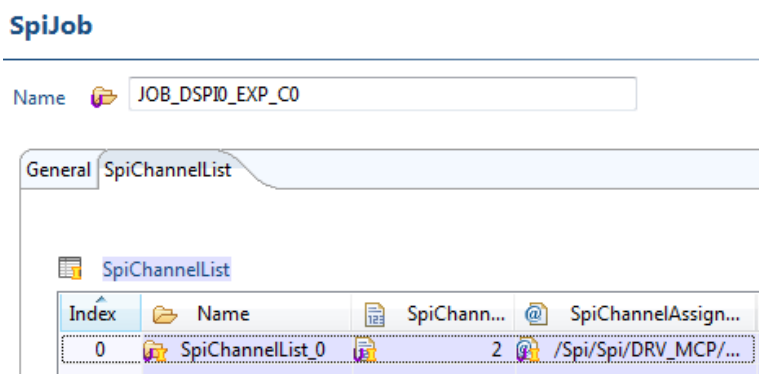 SpiJob
Name JOB_DSPI0_EXP_C0
General SpiChannelList
SpiChannelList
Index Name SpiChann... SpiChannelAssign...
0 SpiChannelList_0 2 /Spi/Spi/DRV_MCP/...